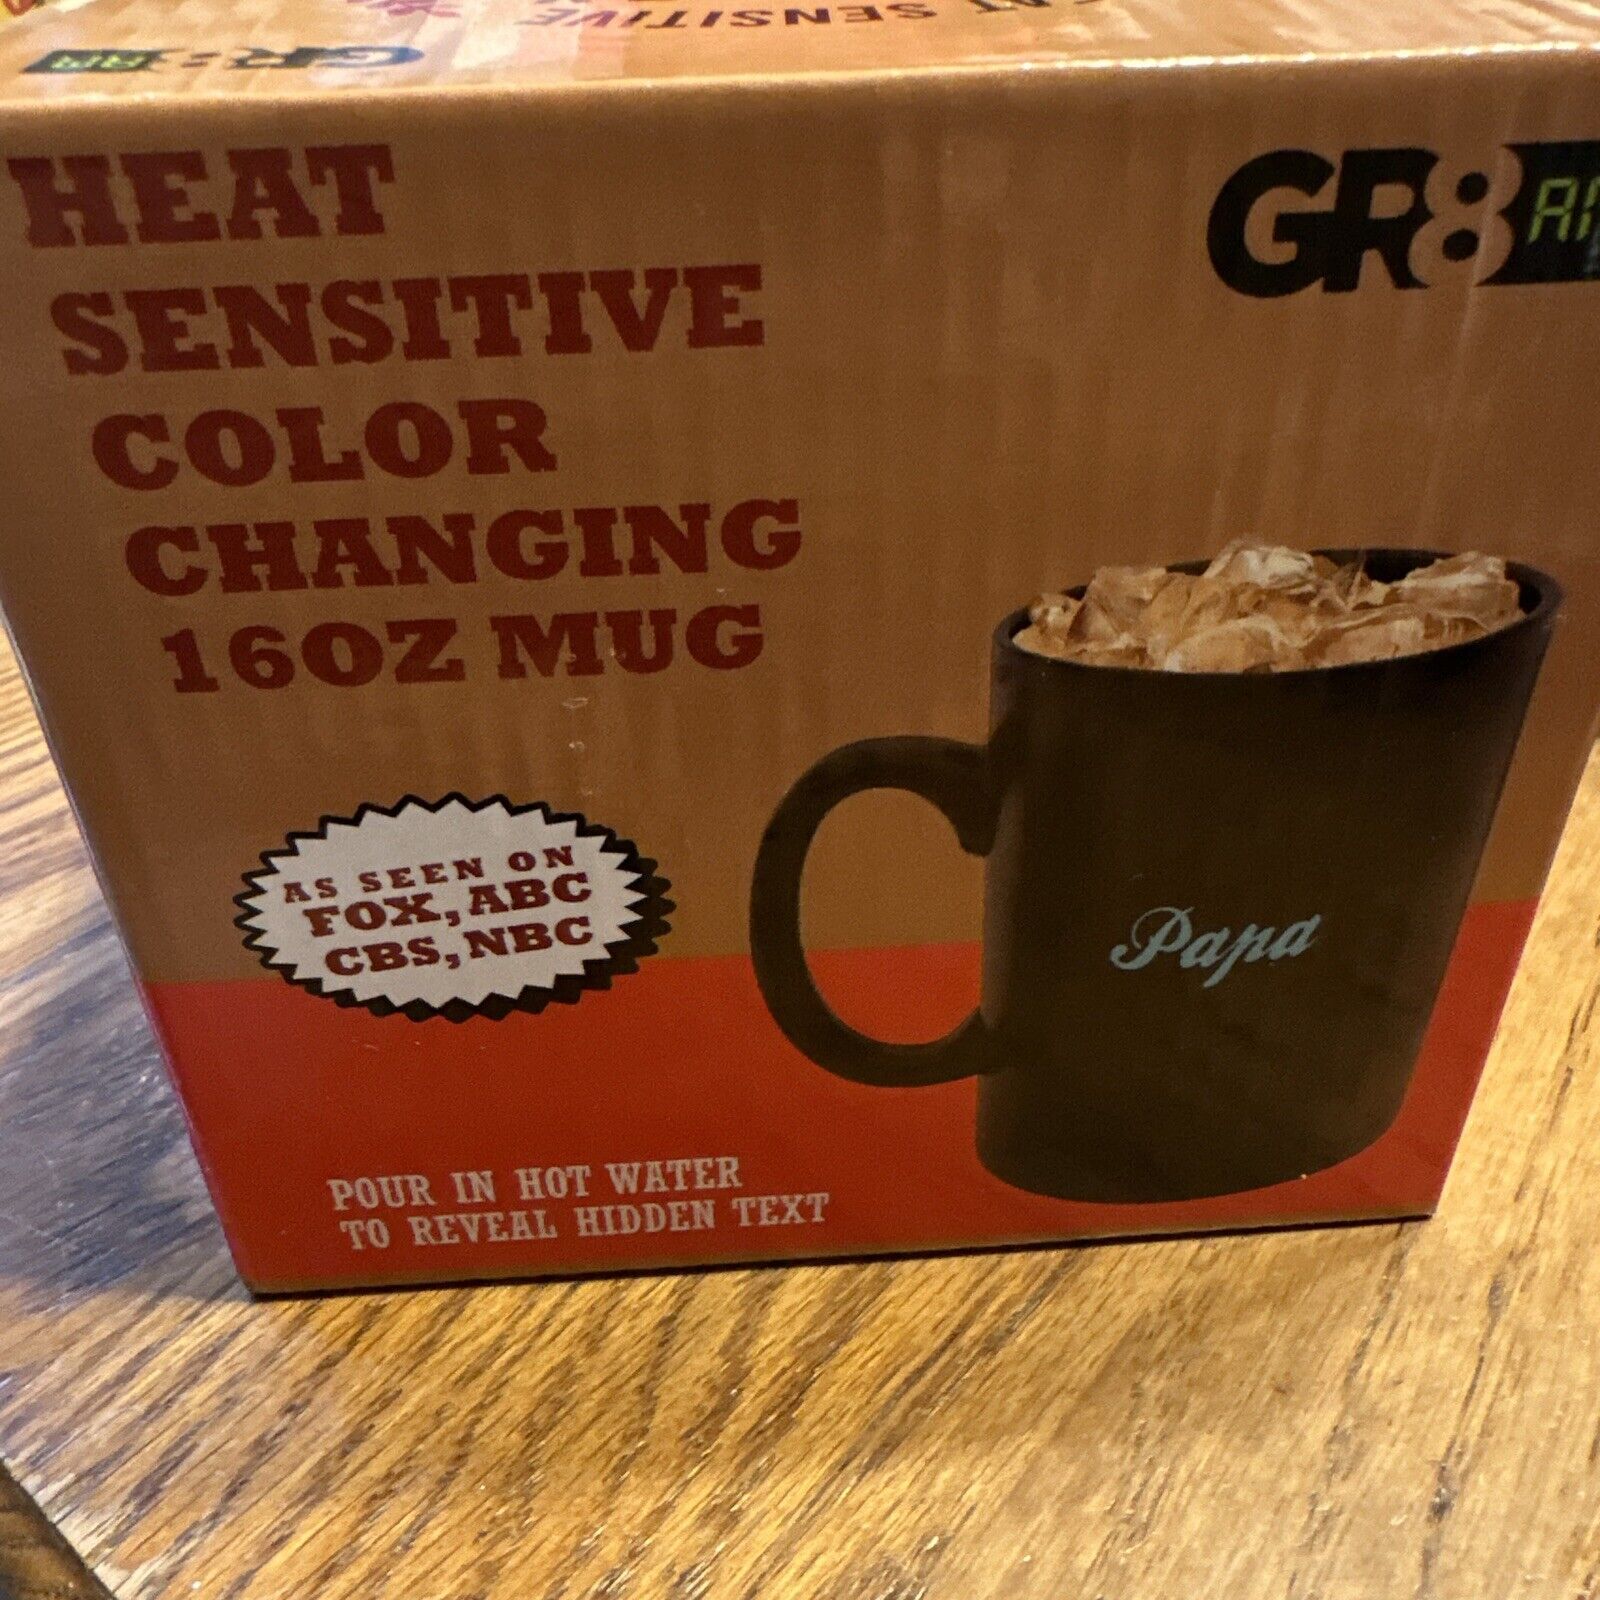 SENSITIVE
GR8
HEAT
SENSITIVE
COLOR
CHANGING
16OZ MUG
AS SEEN ON
FOX, ABC
CBS, NBC
Papa
POUR IN HOT WATER
TO REVEAL HIDDEN TEXT